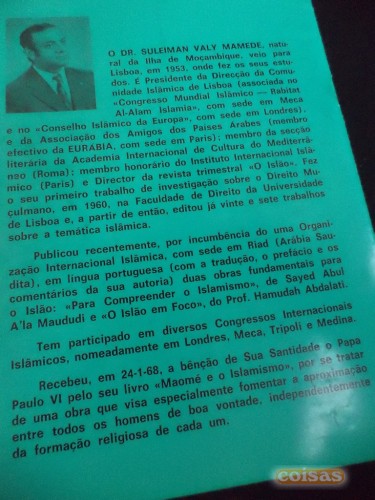 O DR. SULEIMAN VALY MAMEDE, natu-
ral da Ilha de Moçambique, veio para
Lisboa, em 1953, onde fez os seus estu-
dos. É Presidente da Direcção da Comu-
nidade Islâmica de Lisboa (associada no
«Congresso Mundial Islâmico — Rabitat
Al-Alam Islamia», com sede em Meca
e no «Conselho Islâmico da Europa», com sede em Londres),
e da Associação dos Amigos dos Países Árabes (membro
efectivo da EURABIA, com sede em Paris); membro da secção
literária da Academia Internacional de Cultura do Mediterrâ-
neo (Roma); membro honorário do Instituto Internacional Islâ-
mico (Paris) e Director da revista trimestral «O Islão». Fez
o seu primeiro trabalho de investigação sobre o Direito Mu-
çulmano, em 1960, na Faculdade de Direito da Universidade
de Lisboa e, a partir de então, editou já vinte e sete trabalhos
sobre a temática islâmica.
Publicou recentemente, por incumbência do uma Organi-
zação Internacional Islâmica, com sede em Riad (Arábia Sau-
dita), em língua portuguesa (com a tradução, o prefácio e os
comentários da sua autoria) duas obras fundamentais para
o Islão: «Para Compreender o Islamismo», de Sayed Abul
A'la Maududi e «O Islão em Foco», do Prof. Hamudah Abdalati.
Tem participado em diversos Congressos Internacionais
Islâmicos, nomeadamente em Londres, Meca, Tripoli e Medina.
Recebeu, em 24-1-68, a bênção de Sua Santidade o Papa
Paulo VI pelo seu livro «Maomé e o Islamismo», por se tratar
de uma obra que visa especialmente fomentar a aproximação
entre todos os homens de boa vontade, independentemente
da formação religiosa de cada um.
coisas